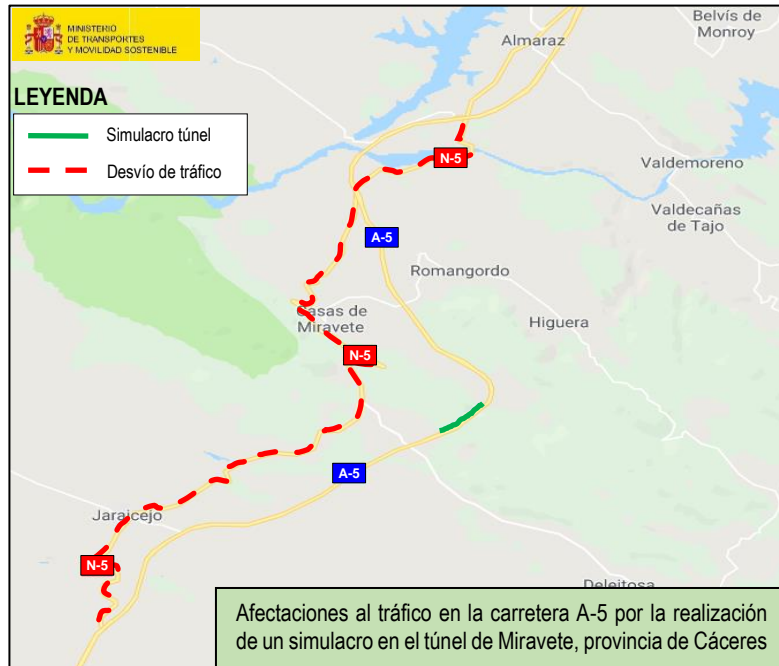 MINISTERIO
DE TRANSPORTES
Y MOVILIDAD SOSTENIBLE
Belvís de
Monroy
Almaraz
LEYENDA
Simulacro túnel
Desvío de tráfico
N-5
Valdemoreno
Valdecañas
de Tajo
A-5
Romangordo
Casas de
Miravete
Higuera
N-5
A-5
Jaraicejo
N-5
Deleitosa
Afectaciones al tráfico en la carretera A-5 por la realización
de un simulacro en el túnel de Miravete, provincia de Cáceres